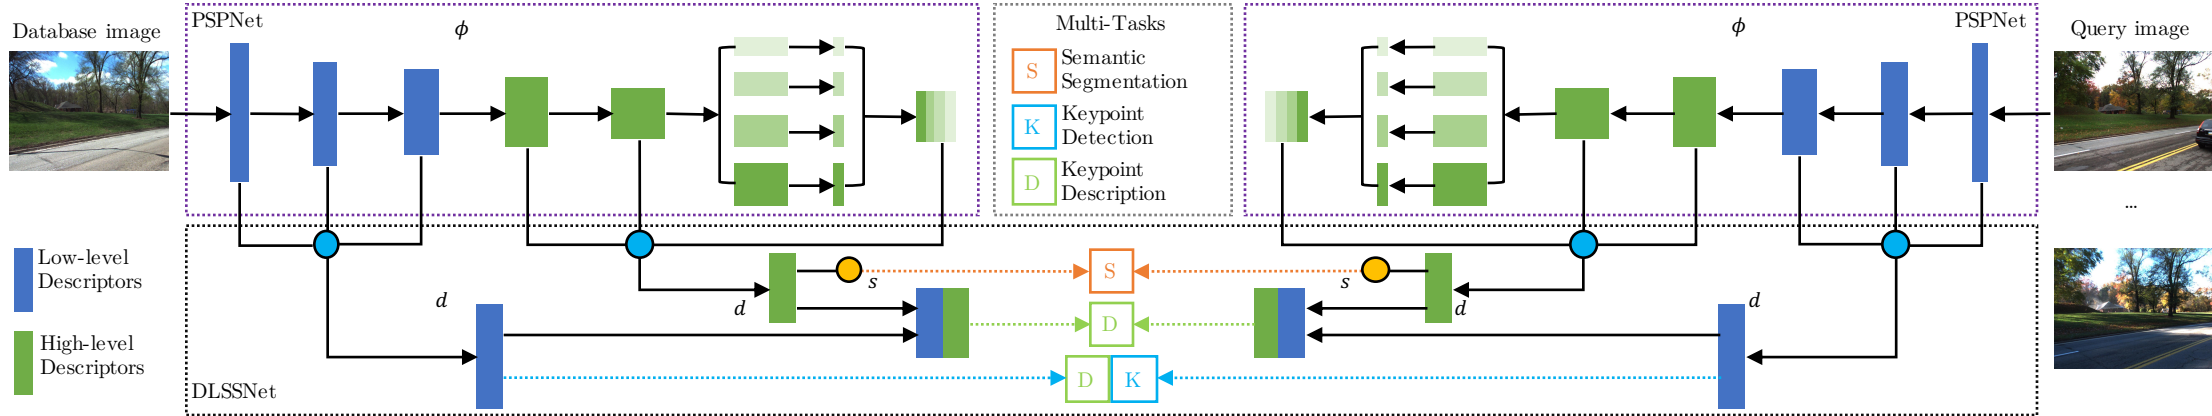 Database image
PSPNet
ϕ
Multi-Tasks
S
Semantic
Segmentation
K
Keypoint
Detection
D
Keypoint
Description
ϕ
PSPNet
Query image
...
Low-level
Descriptors
High-level
Descriptors
DLSSNet
d
d
s
S
D
D
K
s
d
d